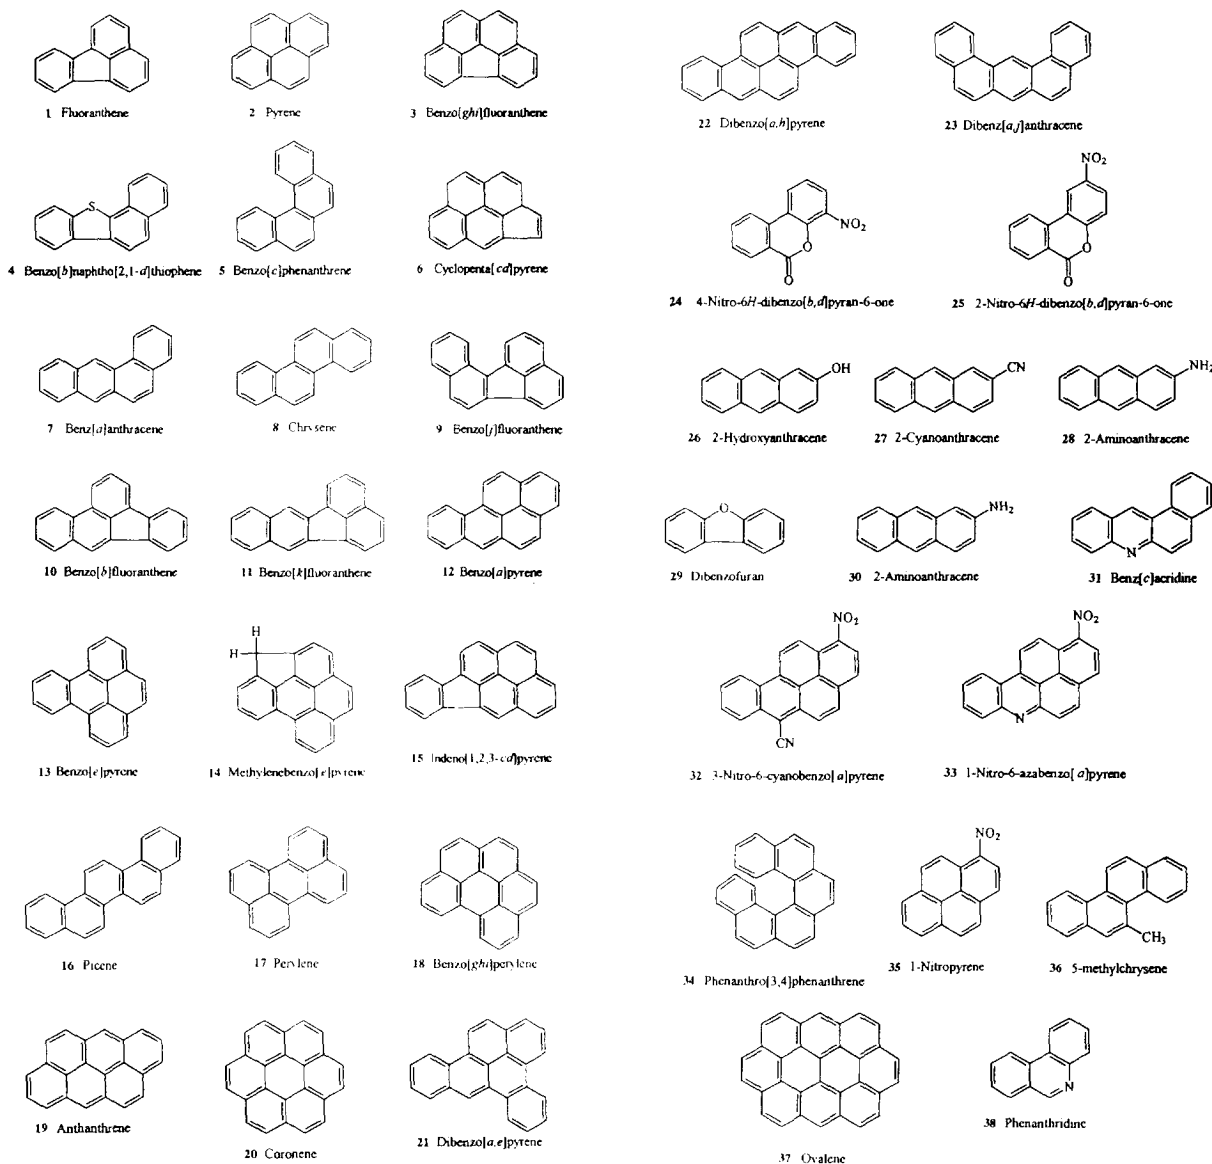 1 Fluoranthene
2 Pyrene
3 Benzo[ghi]fluoranthene
S
4 Benzo[b]naphtho[2,1-d]thiophene
5 Benzo[c]phenanthrene
6 Cyclopenta[cd]pyrene
7 Benz[a]anthracene
8 Chrysene
9 Benzo[j]fluoranthene
10 Benzo[b]fluoranthene
11 Benzo[k]fluoranthene
12 Benzo[a]pyrene
H
H
13 Benzo[e]pyrene
14 Methylenebenzo[e]pyrene
15 Indeno[1,2,3-cd]pyrene
16 Picene
17 Perylene
18 Benzo[ghi]perylene
19 Anthanthrene
20 Coronene
21 Dibenzo[a,e]pyrene
22 Dibenzo[a,h]pyrene
23 Dibenz[a,j]anthracene
NO2
O
O
24 4-Nitro-6H-dibenzo[b,d]pyran-6-one
NO2
O
O
25 2-Nitro-6H-dibenzo[b,d]pyran-6-one
OH
26 2-Hydroxyanthracene
CN
27 2-Cyanoanthracene
NH2
28 2-Aminoanthracene
O
29 Dibenzofuran
NH2
30 2-Aminoanthracene
N
31 Benz[c]acridine
NO2
CN
32 3-Nitro-6-cyanobenzo[a]pyrene
NO2
N
33 1-Nitro-6-azabenzo[a]pyrene
34 Phenanthro[3,4]phenanthrene
NO2
35 1-Nitropyrene
CH3
36 5-methylchrysene
37 Ovalene
N
38 Phenanthridine